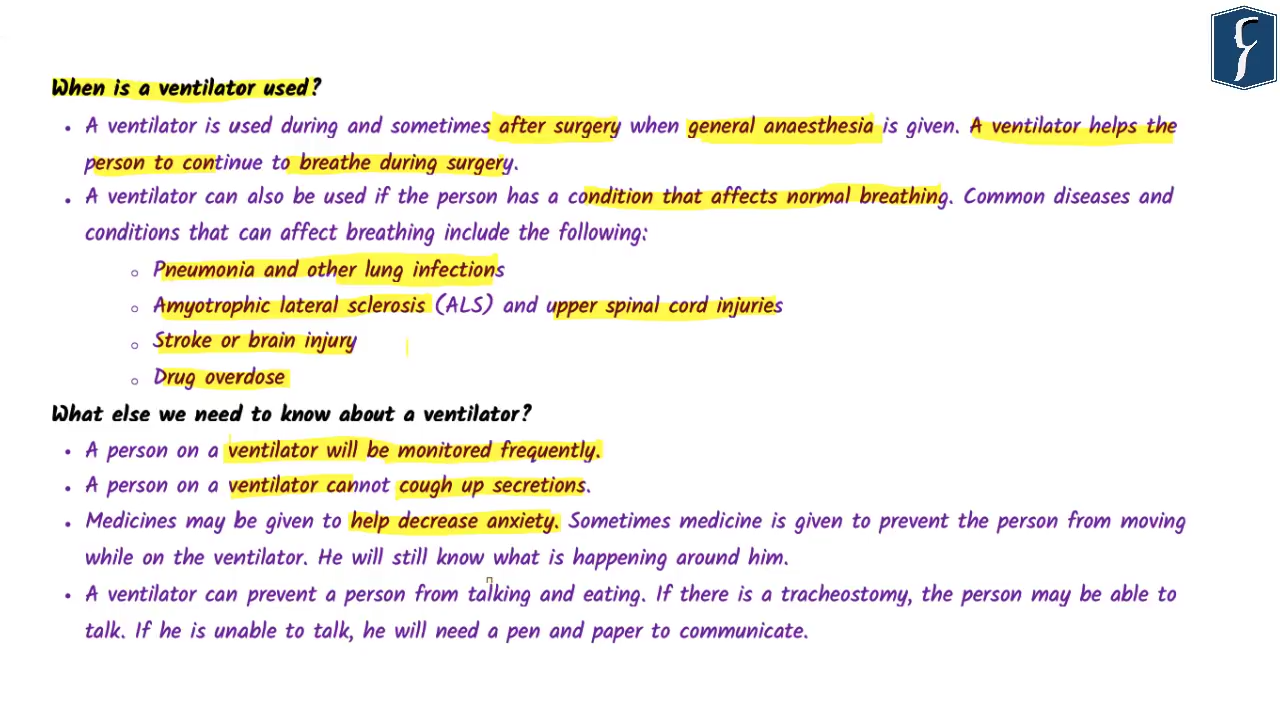 When is a ventilator used?
• A ventilator is used during and sometimes after surgery when general anaesthesia is given. A ventilator helps the
person to continue to breathe during surgery.
• A ventilator can also be used if the person has a condition that affects normal breathing. Common diseases and
conditions that can affect breathing include the following:
○ Pneumonia and other lung infections
○ Amyotrophic lateral sclerosis (ALS) and upper spinal cord injuries
○ Stroke or brain injury
○ Drug overdose
What else we need to know about a ventilator?
• A person on a ventilator will be monitored frequently.
• A person on a ventilator cannot cough up secretions.
• Medicines may be given to help decrease anxiety. Sometimes medicine is given to prevent the person from moving
while on the ventilator. He will still know what is happening around him.
• A ventilator can prevent a person from talking and eating. If there is a tracheostomy, the person may be able to
talk. If he is unable to talk, he will need a pen and paper to communicate.